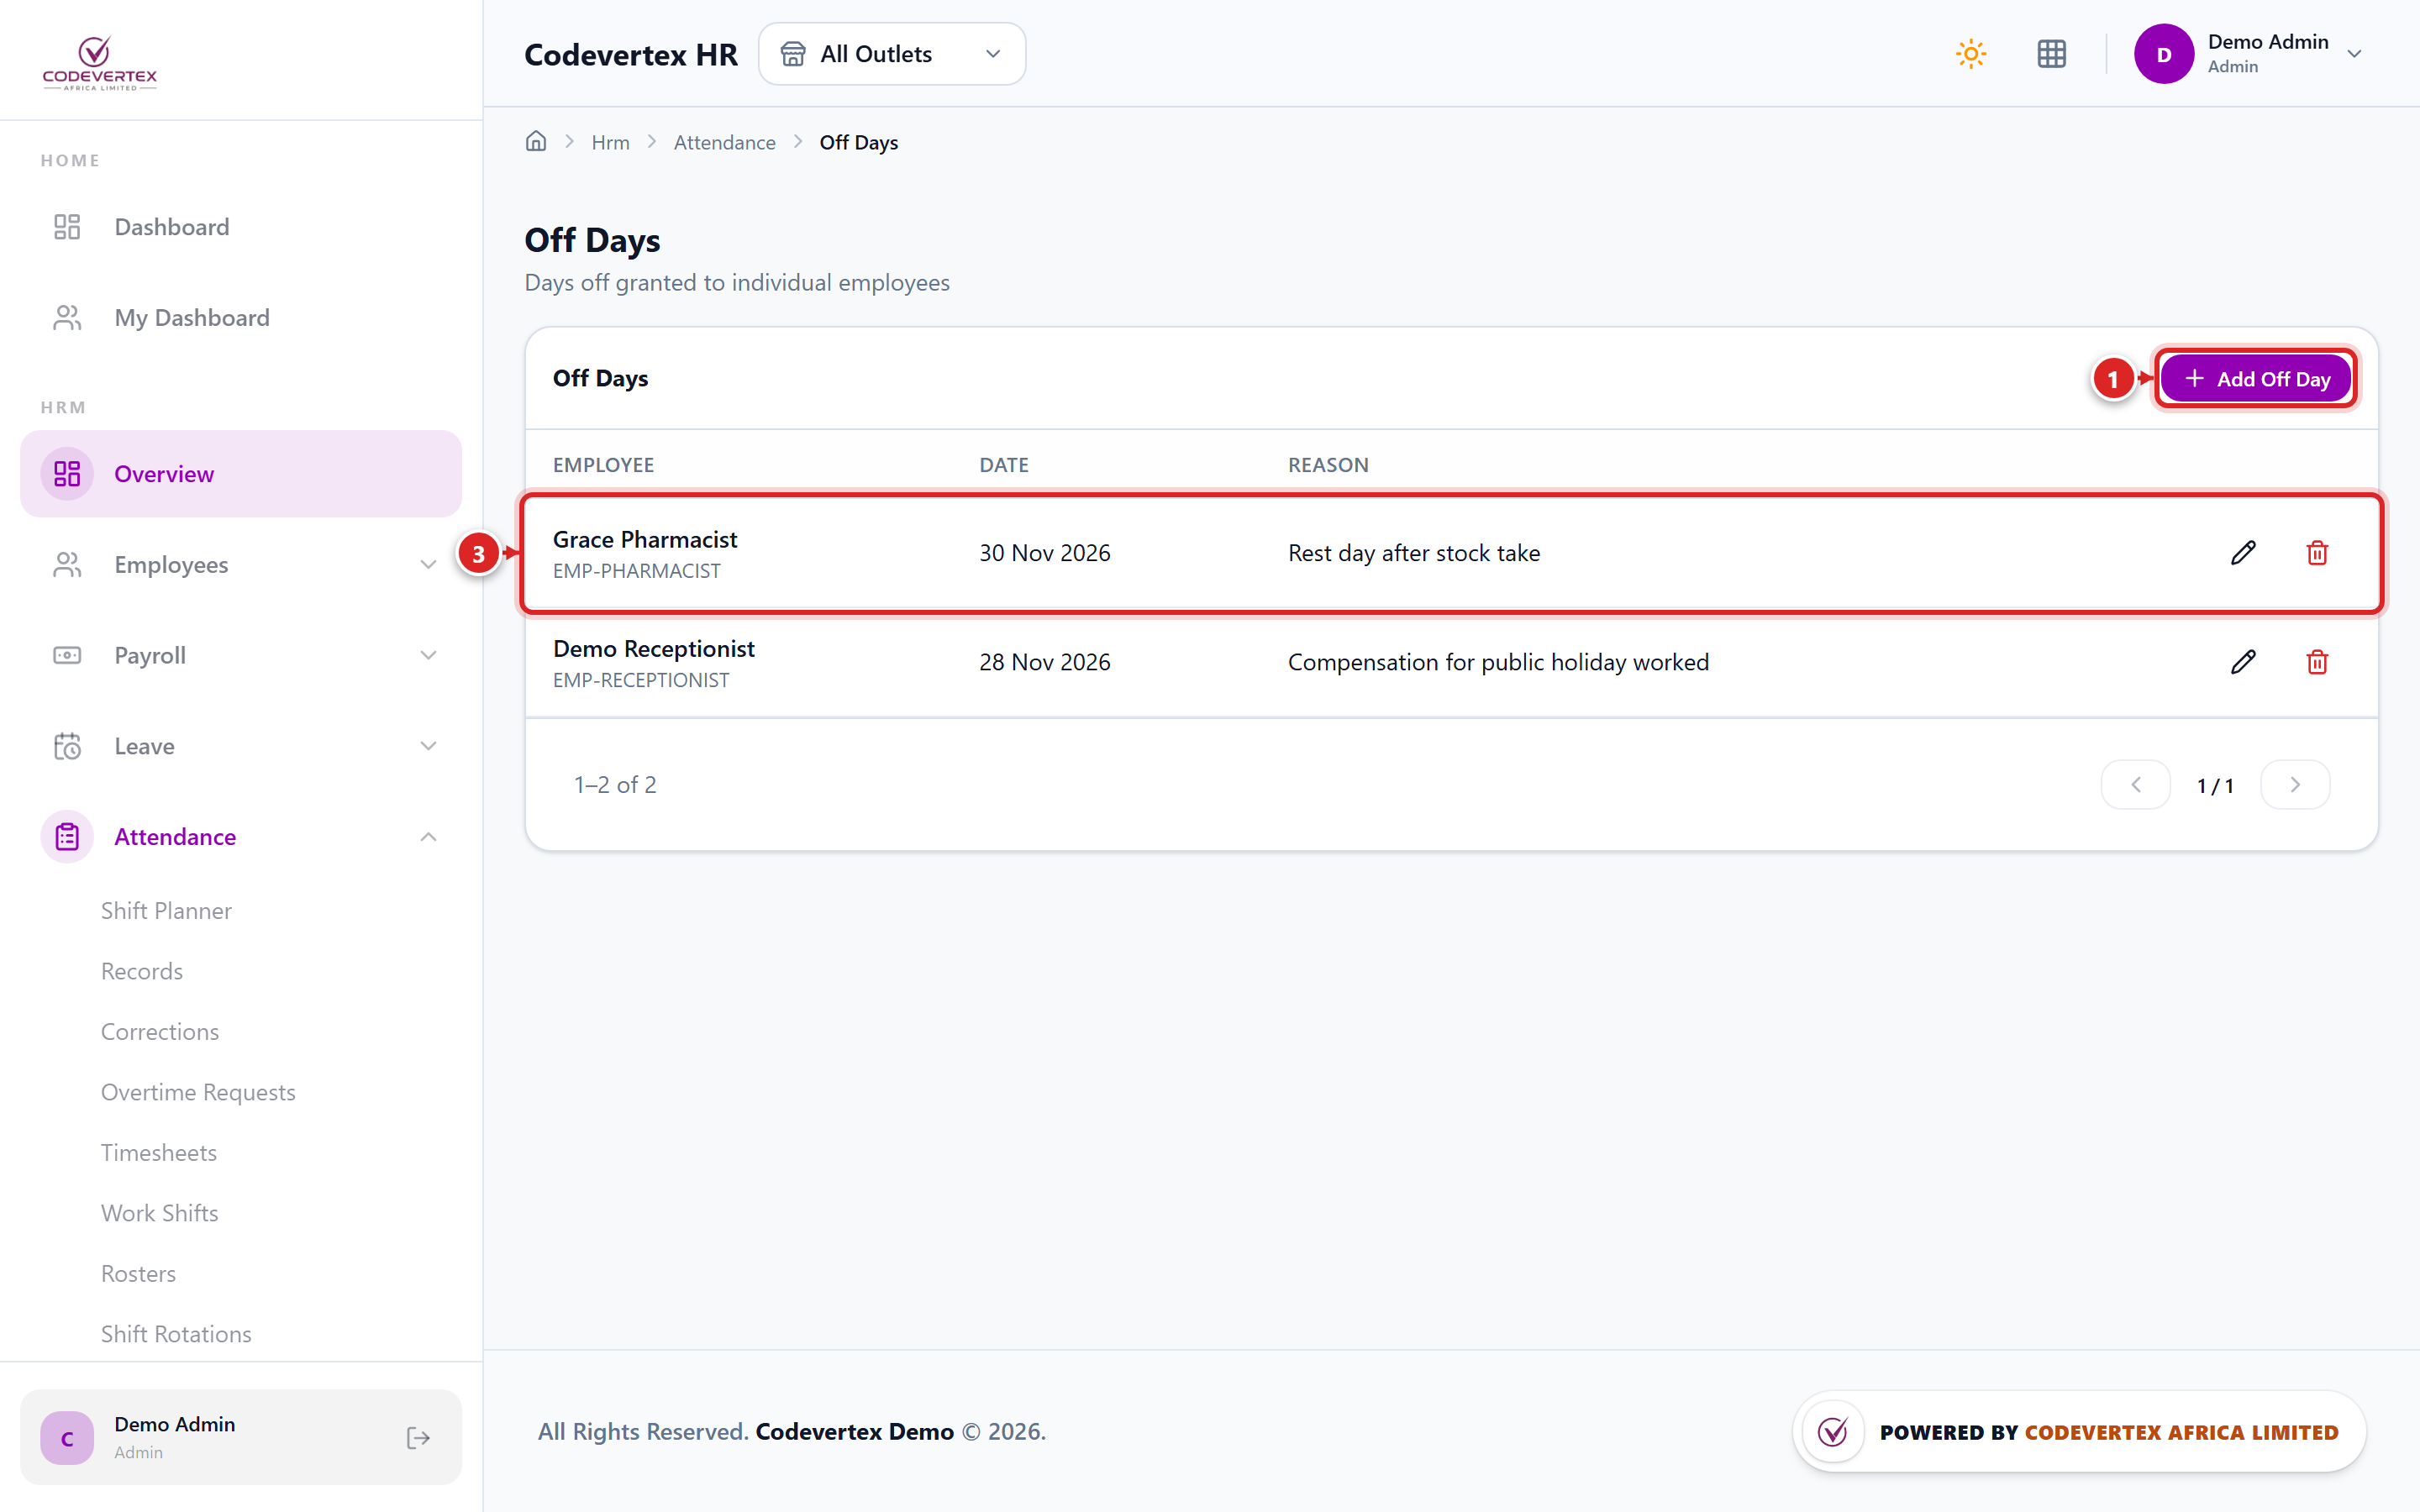 CODEVERTEX
AFRICA LIMITED
Codevertex HR
All Outlets
D
Demo Admin
Admin
HOME
Dashboard
My Dashboard
HRM
Overview
Employees
Payroll
Leave
Attendance
Shift Planner
Records
Corrections
Overtime Requests
Timesheets
Work Shifts
Rosters
Shift Rotations
C
Demo Admin
Admin
Hrm
Attendance
Off Days
Off Days
Days off granted to individual employees
Off Days
1
Add Off Day
EMPLOYEE DATE REASON
3
Grace Pharmacist
EMP-PHARMACIST
30 Nov 2026
Rest day after stock take
Demo Receptionist
EMP-RECEPTIONIST
28 Nov 2026
Compensation for public holiday worked
1–2 of 2
1 / 1
All Rights Reserved. Codevertex Demo © 2026.
POWERED BY CODEVERTEX AFRICA LIMITED